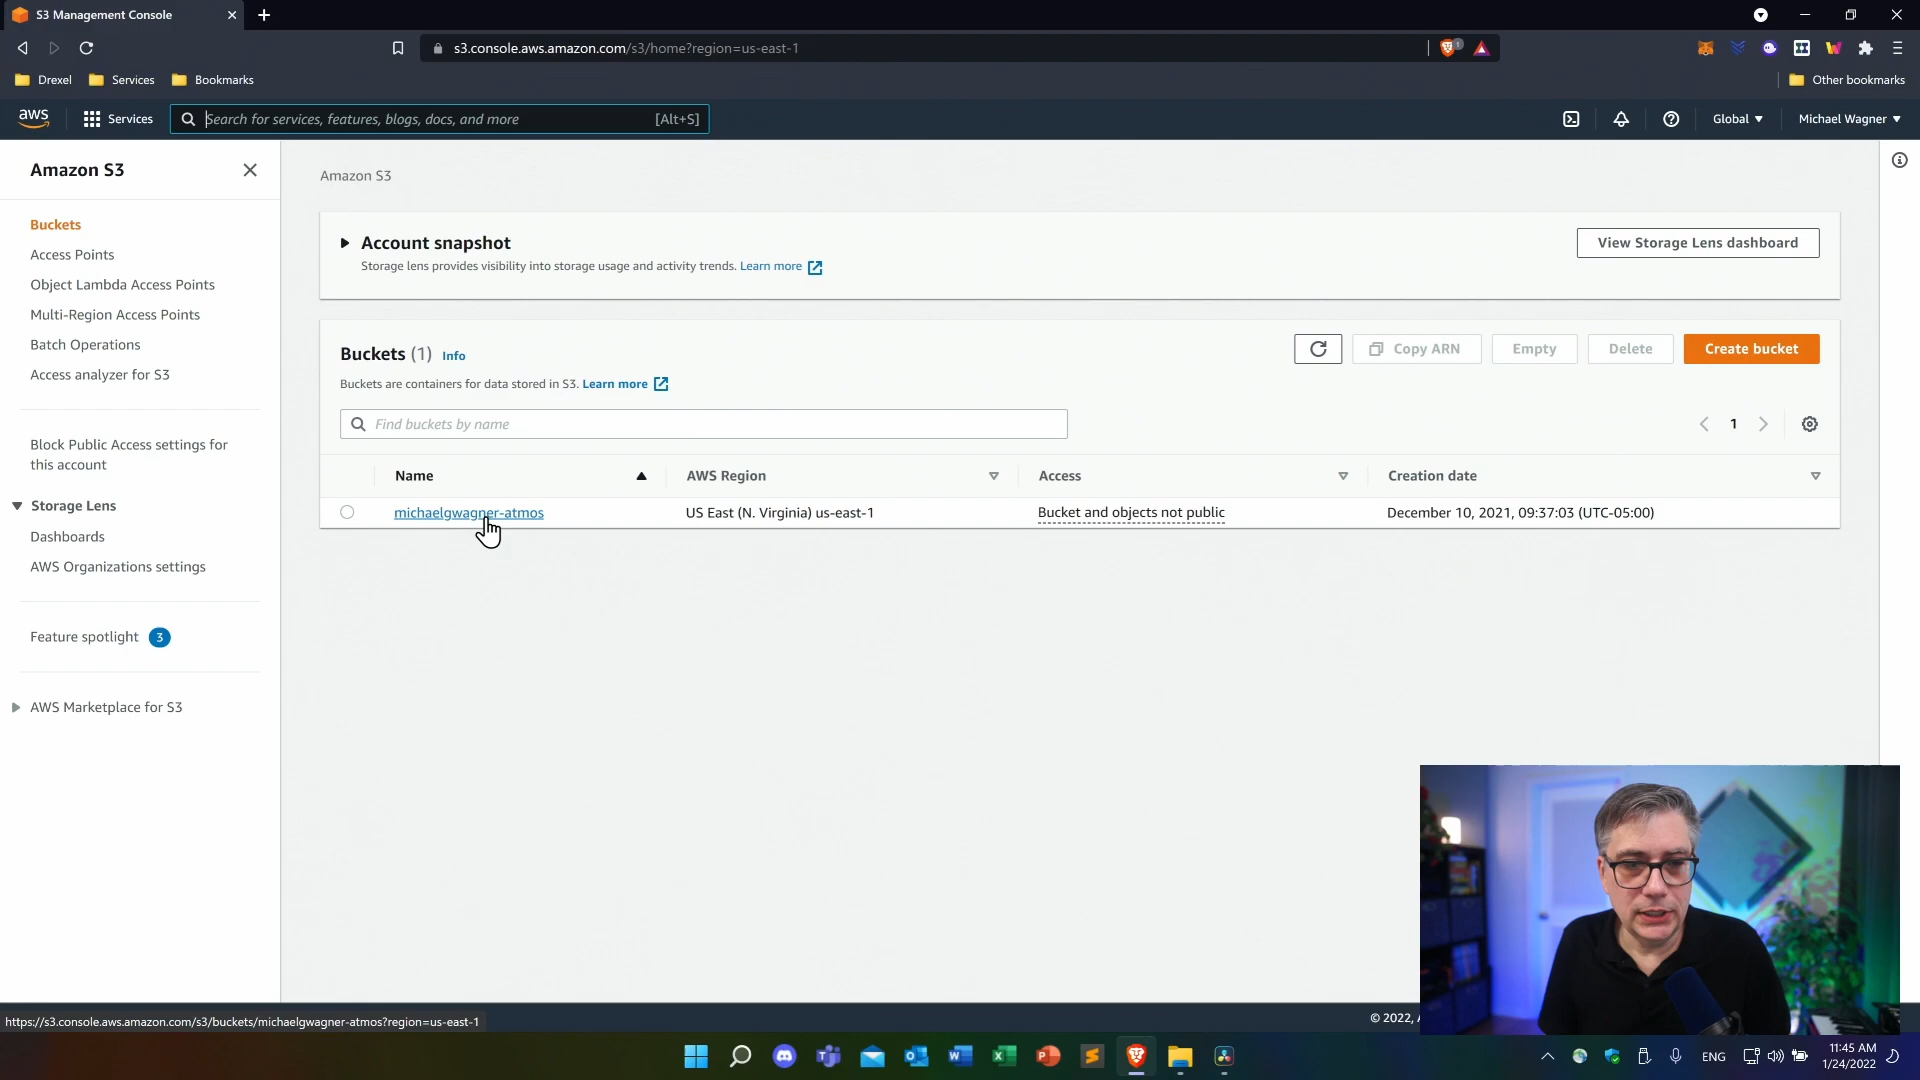 S3 Management Console
s3.console.aws.amazon.com/s3/home?region=us-east-1
1
Drexel
Services
Bookmarks
Other bookmarks
aws
Services
Search for services, features, blogs, docs, and more
[Alt+S]
Global
Michael Wagner
Amazon S3
Buckets
Access Points
Object Lambda Access Points
Multi-Region Access Points
Batch Operations
Access analyzer for S3
Block Public Access settings for
this account
Storage Lens
Dashboards
AWS Organizations settings
Feature spotlight 3
AWS Marketplace for S3
Amazon S3
Account snapshot
Storage lens provides visibility into storage usage and activity trends. Learn more
View Storage Lens dashboard
Buckets (1) Info
Buckets are containers for data stored in S3. Learn more
Copy ARN
Empty
Delete
Create bucket
Find buckets by name
1
Name
AWS Region
Access
Creation date
michaelgwagner-atmos
US East (N. Virginia) us-east-1
Bucket and objects not public
December 10, 2021, 09:37:03 (UTC-05:00)
© 2022,
https://s3.console.aws.amazon.com/s3/buckets/michaelgwagner-atmos?region=us-east-1
ENG
11:45 AM
1/24/2022